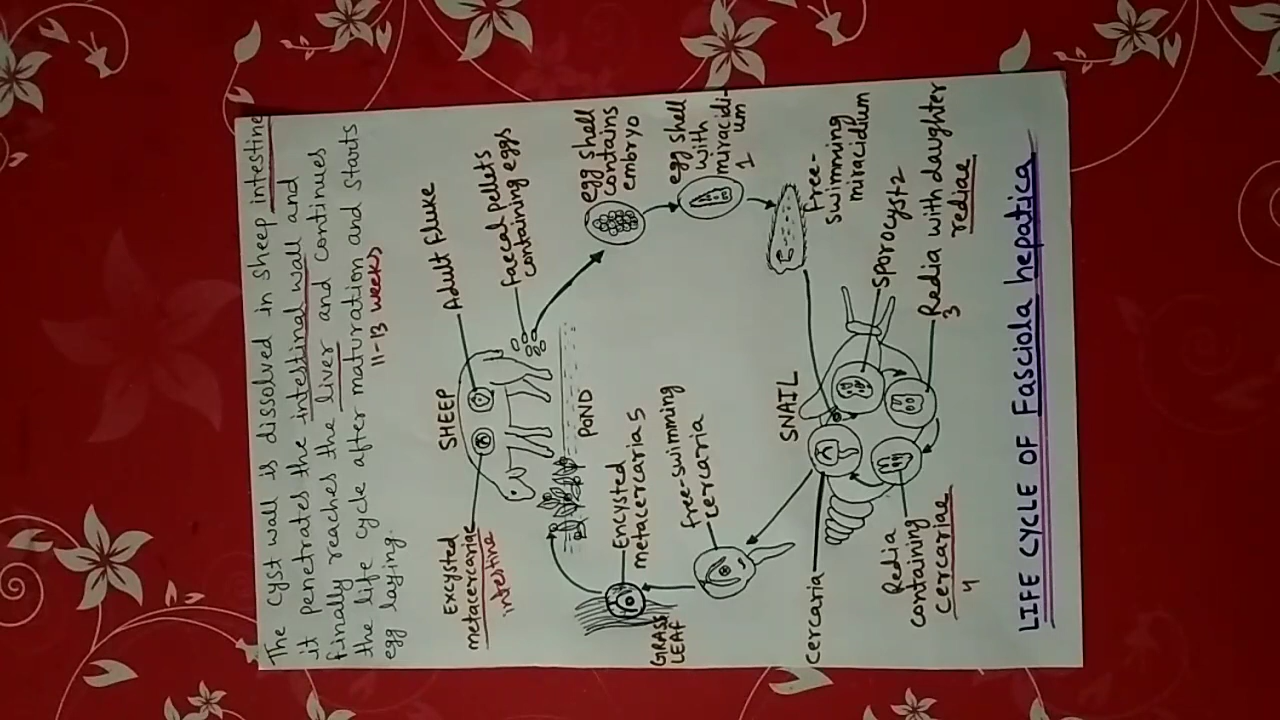 The cyst wall is dissolved in sheep intestine
it penetrates the intestinal wall and
finally reaches the liver and continues
the life cycle after maturation and starts
egg laying.
11-13 weeks
SHEEP
Adult fluke
Excysted
metacercariae
intestine
faecal pellets
containing eggs
POND
egg shell
contains
embryo
egg shell
with
miracidi-
um
1
free-
swimming
miracidium
GRASS
LEAF
Encysted
metacercaria 5
free-swimming
cercaria
SNAIL
Sporocyst 2
Redia with daughter
3 rediae
Redia
containing
Cercariae
4
Cercaria
LIFE CYCLE OF Fasciola hepatica